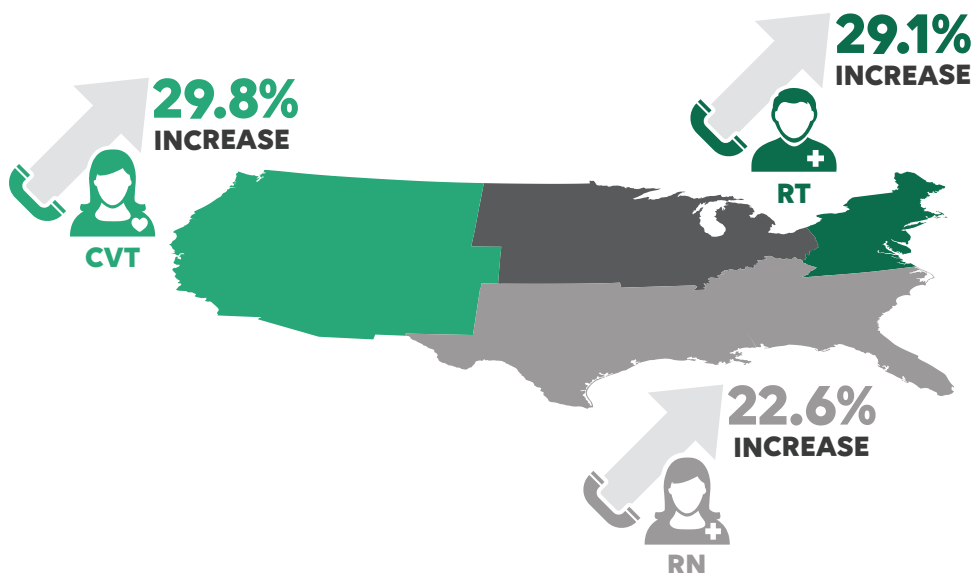 29.8%
INCREASE
CVT
29.1%
INCREASE
RT
22.6%
INCREASE
RN